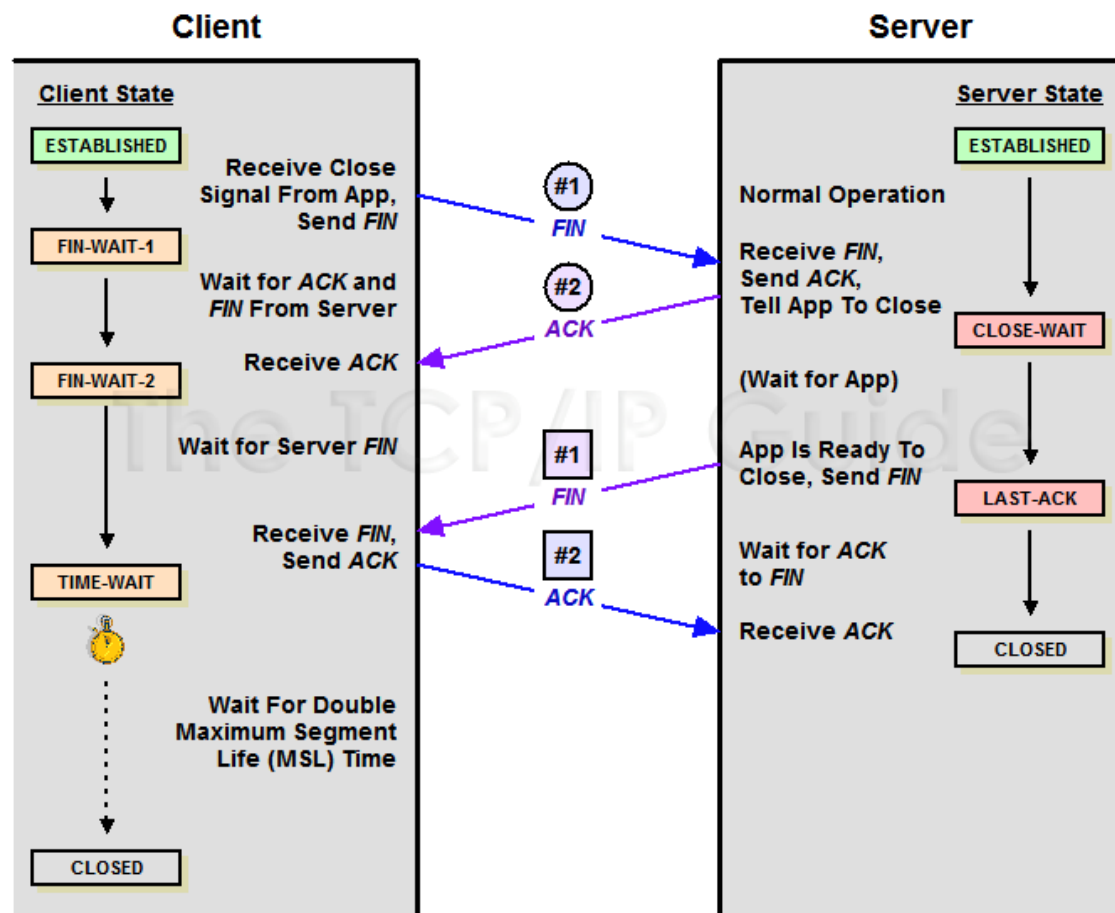 Client
Server
Client State
Server State
ESTABLISHED
ESTABLISHED
Receive Close
Signal From App,
Send FIN
#1
FIN
Normal Operation
FIN-WAIT-1
Receive FIN,
Send ACK,
Tell App To Close
Wait for ACK and
FIN From Server
#2
ACK
CLOSE-WAIT
Receive ACK
FIN-WAIT-2
(Wait for App)
The TCP/IP Guide
Wait for Server FIN
#1
FIN
App Is Ready To
Close, Send FIN
LAST-ACK
Receive FIN,
Send ACK
#2
ACK
Wait for ACK
to FIN
TIME-WAIT
Receive ACK
CLOSED
Wait For Double
Maximum Segment
Life (MSL) Time
CLOSED